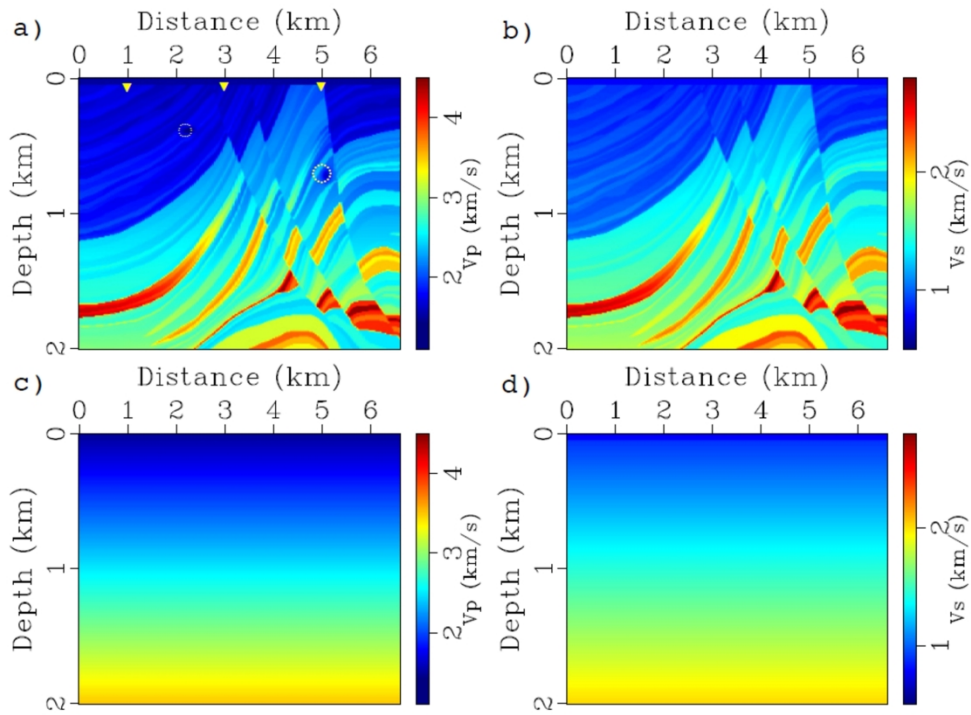 a)
Distance (km)
0 1 2 3 4 5 6
Depth (km)
0
1
2
Vp (km/s)
4
3
2
b)
Distance (km)
0 1 2 3 4 5 6
Depth (km)
0
1
2
Vs (km/s)
2
1
c)
Distance (km)
0 1 2 3 4 5 6
Depth (km)
0
1
2
Vp (km/s)
4
3
2
d)
Distance (km)
0 1 2 3 4 5 6
Depth (km)
0
1
2
Vs (km/s)
2
1